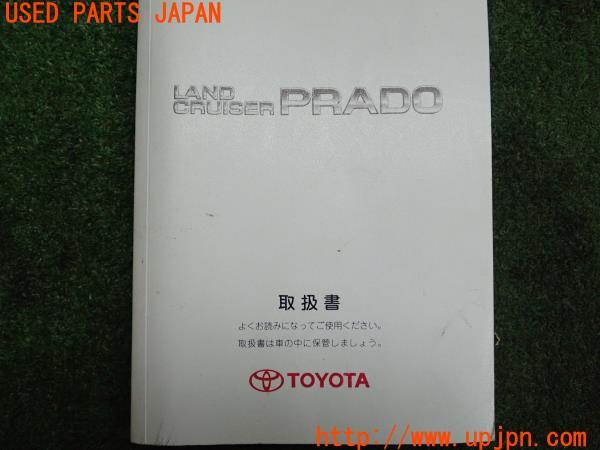 USED PARTS JAPAN
LAND
CRUISER PRADO
取扱書
よくお読みになってご使用ください。
取扱書は車の中に保管しましょう。
TOYOTA
http://www.upjpn.com